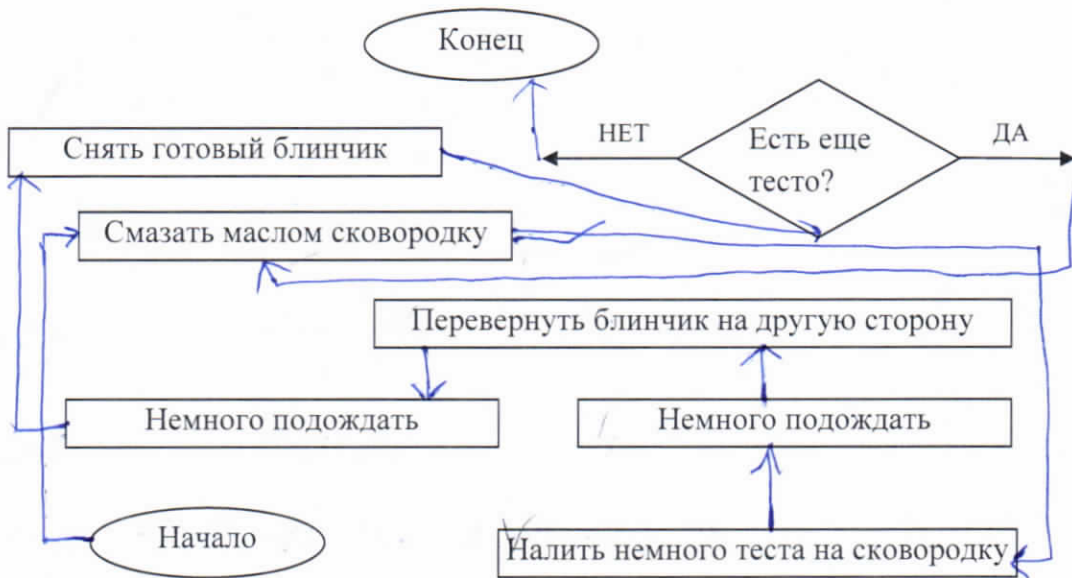 Конец
НЕТ
Есть еще
тесто?
ДА
Снять готовый блинчик
Смазать маслом сковородку
Перевернуть блинчик на другую сторону
Немного подождать
Немного подождать
Начало
Налить немного теста на сковородку